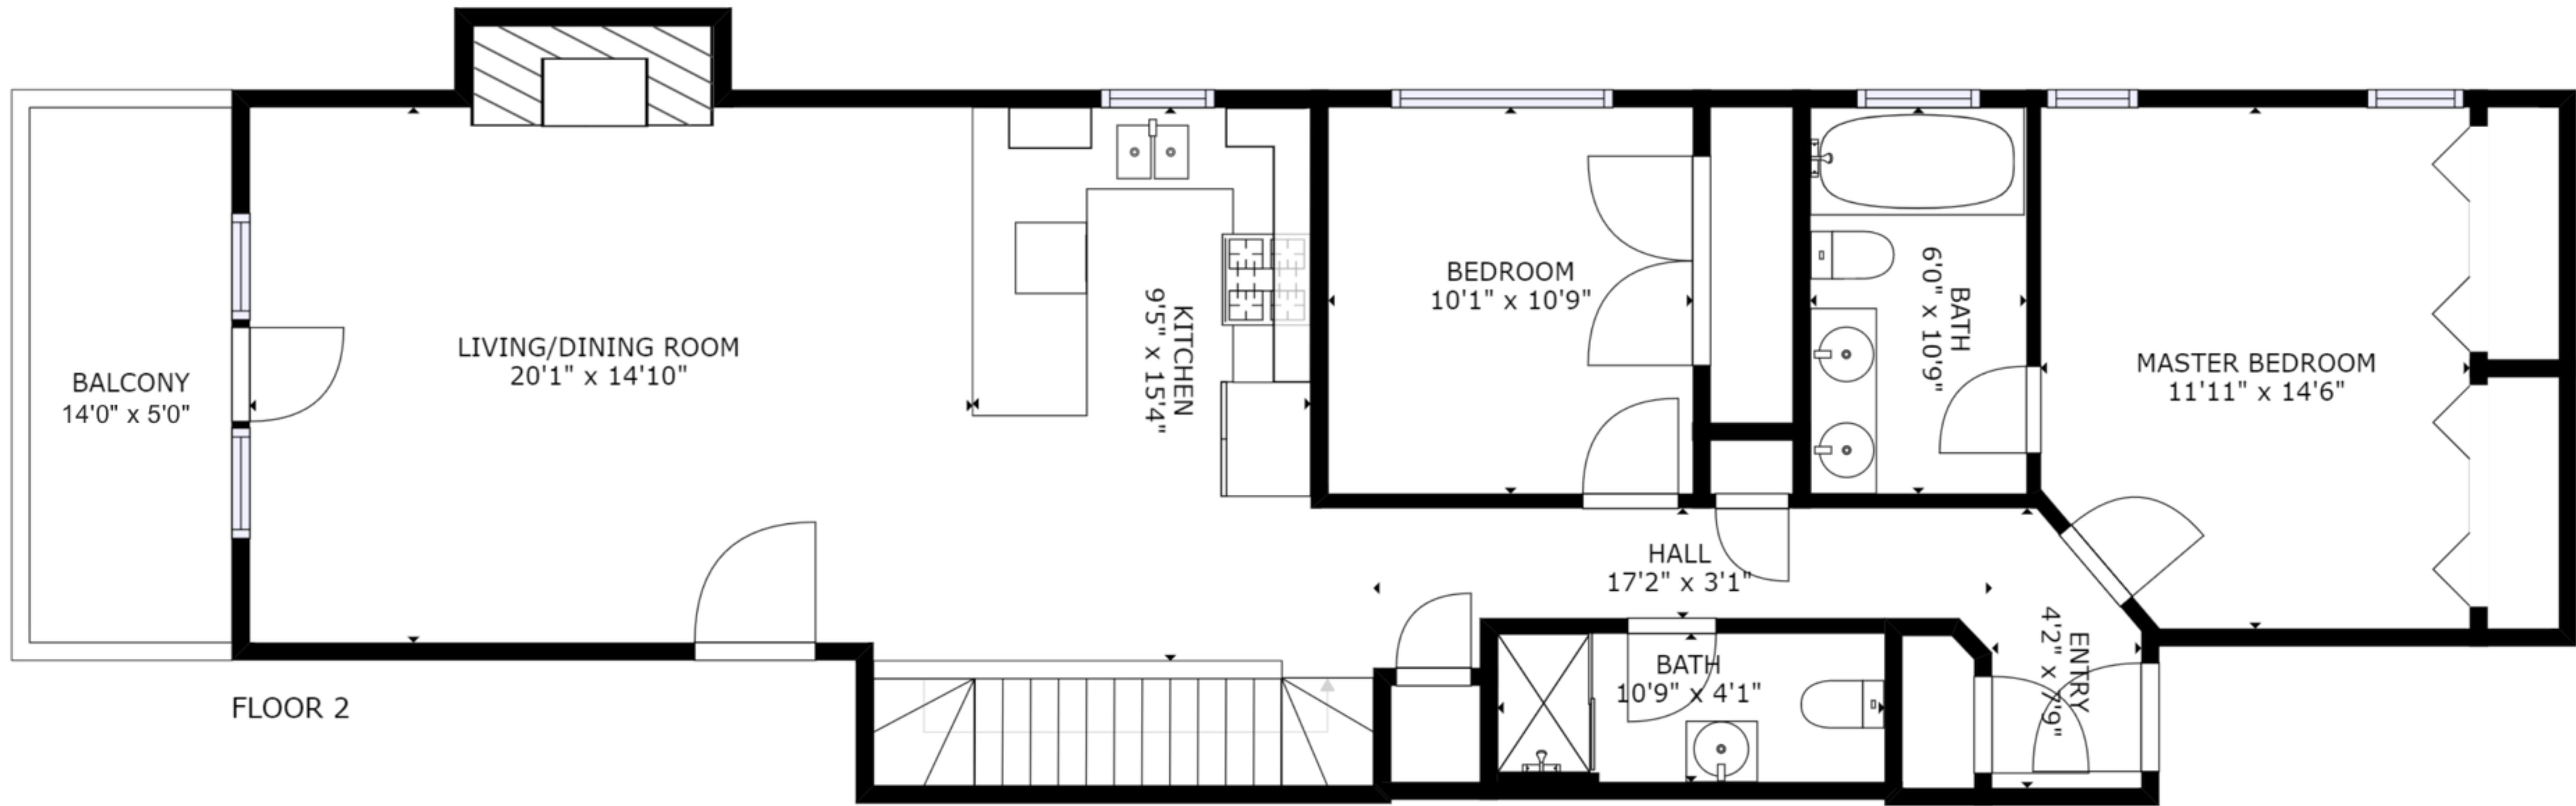 BALCONY
14'0" x 5'0"
LIVING/DINING ROOM
20'1" x 14'10"
KITCHEN
9'5" x 15'4"
BEDROOM
10'1" x 10'9"
BATH
6'0" x 10'9"
MASTER BEDROOM
11'11" x 14'6"
HALL
17'2" x 3'1"
BATH
10'9" x 4'1"
ENTRY
4'2" x 7'9"
FLOOR 2